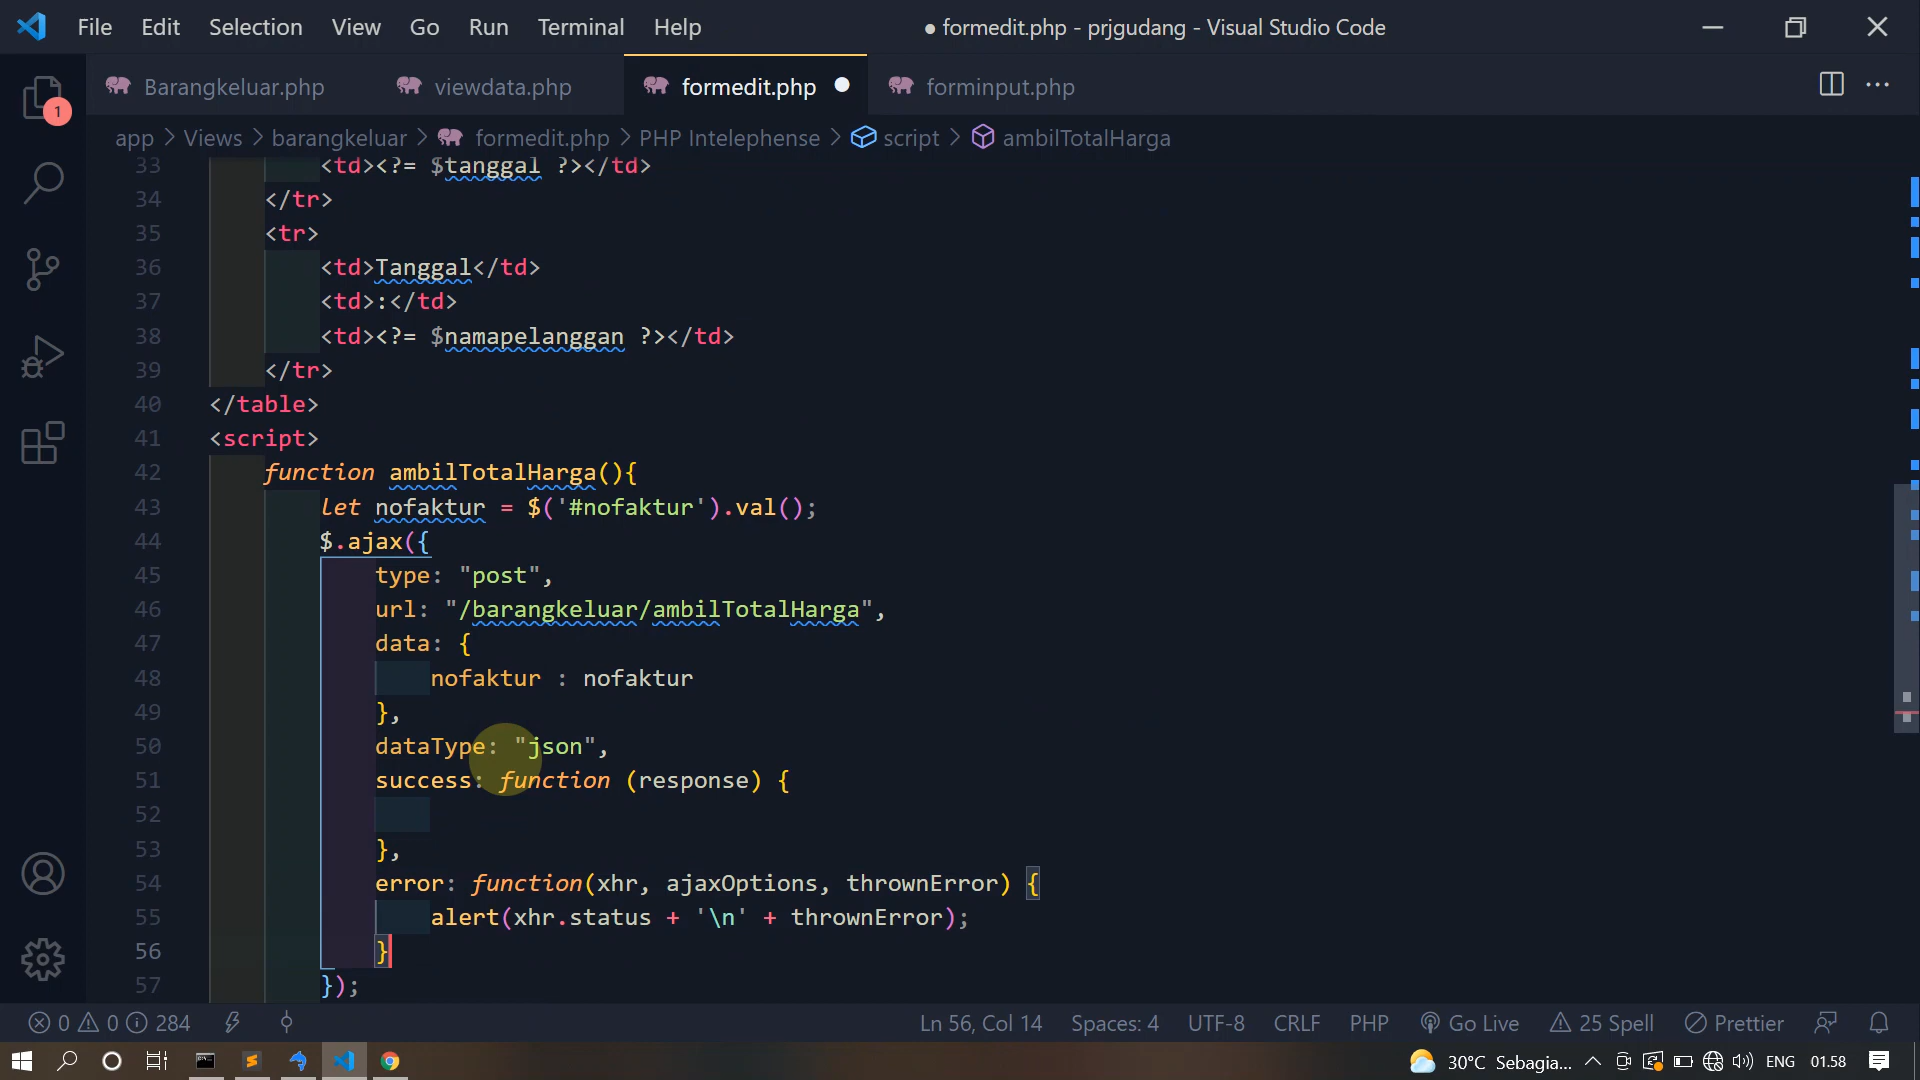 File Edit Selection View Go Run Terminal Help
● formedit.php - prjgudang - Visual Studio Code
Barangkeluar.php
viewdata.php
formedit.php
forminput.php
1
app > Views > barangkeluar > formedit.php > PHP Intelephense > script > ambilTotalHarga
33 <td><?= $tanggal ?></td>
34 </tr>
35 <tr>
36 <td>Tanggal</td>
37 <td>:</td>
38 <td><?= $namapelanggan ?></td>
39 </tr>
40 </table>
41 <script>
42 function ambilTotalHarga(){
43 let nofaktur = $('#nofaktur').val();
44 $.ajax({
45 type: "post",
46 url: "/barangkeluar/ambilTotalHarga",
47 data: {
48 nofaktur : nofaktur
49 },
50 dataType: "json",
51 success: function (response) {
52
53 },
54 error: function(xhr, ajaxOptions, thrownError) {
55 alert(xhr.status + '\n' + thrownError);
56 }
57 });
0 0 284
Ln 56, Col 14 Spaces: 4 UTF-8 CRLF PHP Go Live 25 Spell Prettier
30°C Sebagia... ENG 01.58